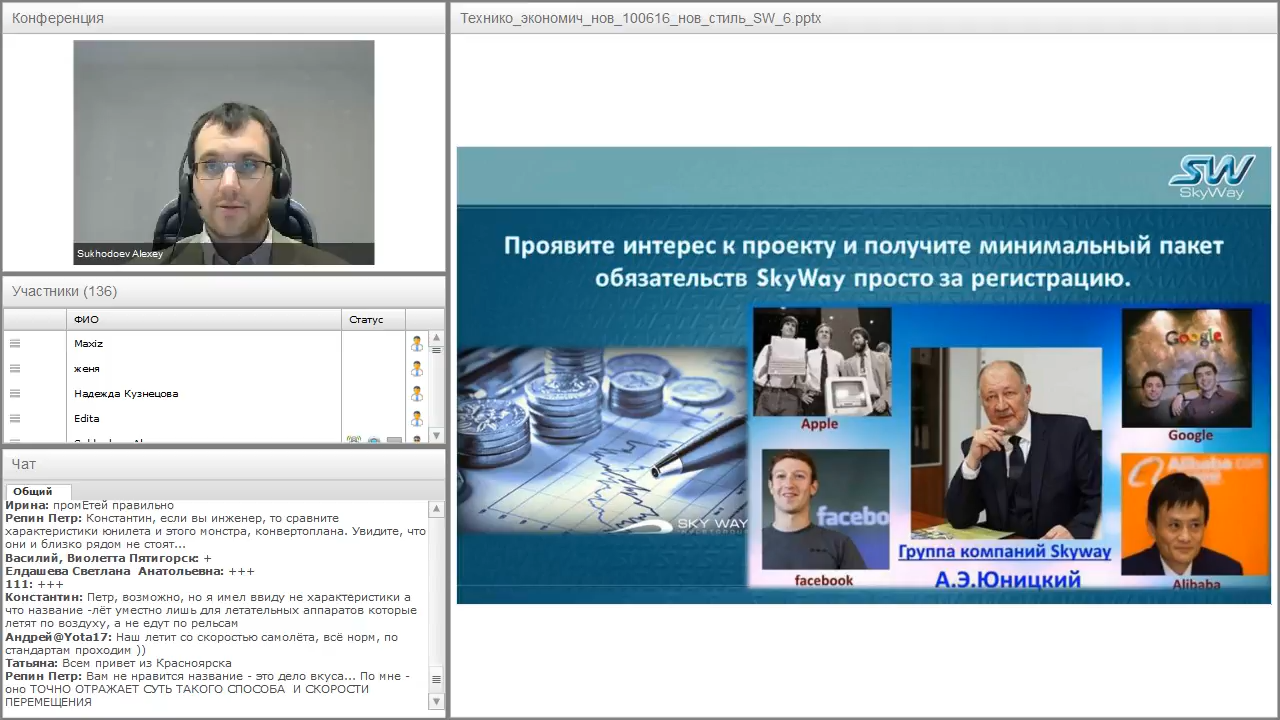 Конференция
Sukhodoev Alexey
Участники (136)
ФИО Статус
Maxiz
женя
Надежда Кузнецова
Edita
Чат
Общий
Ирина: промЕтей правильно
Репин Петр: Константин, если вы инженер, то сравните
характеристики юнилета и этого монстра, конвертоплана. Увидите, что
они и близко рядом не стоят...
Василий, Виолетта Пятигорск: +
Елдашева Светлана Анатольевна: +++
111: +++
Константин: Петр, возможно, но я имел ввиду не характеристики а
что название -лёт уместно лишь для летательных аппаратов которые
летят по воздуху, а не едут по рельсам
Андрей@Yota17: Наш летит со скоростью самолёта, всё норм, по
стандартам проходим ))
Татьяна: Всем привет из Красноярска
Репин Петр: Вам не нравится название - это дело вкуса... По мне -
оно ТОЧНО ОТРАЖАЕТ СУТЬ ТАКОГО СПОСОБА И СКОРОСТИ
ПЕРЕМЕЩЕНИЯ
Технико_экономич_нов_100616_нов_стиль_SW_6.pptx
SW
SkyWay
Проявите интерес к проекту и получите минимальный пакет
обязательств SkyWay просто за регистрацию.
SKY WAY
Apple
facebo
facebook
Группа компаний Skyway
А.Э.Юницкий
Google
Google
Alibaba.com
Alibaba